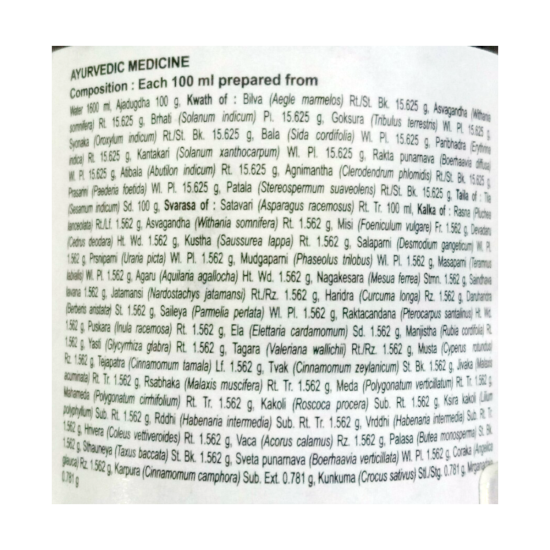 AYURVEDIC MEDICINE
Composition : Each 100 ml prepared from
Water 1600 ml, Ajadugdha 100 g, Kwath of : Bilva (Aegle marmelos) Rt./St. Bk. 15.625 g, Asvagandha (Withania
somnifera) Rt. 15.625 g, Brhati (Solanum indicum) Pl. 15.625 g, Goksura (Tribulus terrestris) Wl. Pl. 15.625 g,
Syonaka (Oroxylum indicum) Rt./St. Bk. 15.625 g, Bala (Sida cordifolia) Wl. Pl. 15.625 g, Paribhadra (Erythrina
indica) Rt. 15.625 g, Kantakari (Solanum xanthocarpum) Wl. Pl. 15.625 g, Rakta punarnava (Boerhaavia diffusa)
Wl. Pl. 15.625 g, Atibala (Abutilon indicum) Rt. 15.625 g, Agnimantha (Clerodendrum phlomidis) Rt./St. Bk. 15.625 g,
Prasarini (Paederia foetida) Wl. Pl. 15.625 g, Patala (Stereospermum suaveolens) Rt./St. Bk. 15.625 g, Taila of : Tila
(Sesamum indicum) Sd. 100 g, Svarasa of : Satavari (Asparagus racemosus) Rt. Tr. 100 ml, Kalka of : Rasna (Pluchea
lanceolata) Rt./Lf. 1.562 g, Asvagandha (Withania somnifera) Rt. 1.562 g, Misi (Foeniculum vulgare) Fr. 1.562 g, Devadaru
(Cedrus deodara) Ht. Wd. 1.562 g, Kustha (Saussurea lappa) Rt. 1.562 g, Salaparni (Desmodium gangeticum) Wl. Pl.
1.562 g, Prsniparni (Uraria picta) Wl. Pl. 1.562 g, Mudgaparni (Phaseolus trilobus) Wl. Pl. 1.562 g, Masaparni (Teramnus
labialis) Wl. Pl. 1.562 g, Agaru (Aquilaria agallocha) Ht. Wd. 1.562 g, Nagakesara (Mesua ferrea) Stmn. 1.562 g, Saindhava
lavana 1.562 g, Jatamansi (Nardostachys jatamansi) Rt./Rz. 1.562 g, Haridra (Curcuma longa) Rz. 1.562 g, Daruharidra
(Berberis aristata) St. 1.562 g, Saileya (Parmelia perlata) Wl. Pl. 1.562 g, Raktacandana (Pterocarpus santalinus) Ht. Wd.
1.562 g, Puskara (Inula racemosa) Rt. 1.562 g, Ela (Elettaria cardamomum) Sd. 1.562 g, Manjistha (Rubia cordifolia) Rt.
1.562 g, Yasti (Glycyrrhiza glabra) Rt. 1.562 g, Tagara (Valeriana wallichii) Rt./Rz. 1.562 g, Musta (Cyperus rotundus)
Rz. 1.562 g, Tejapatra (Cinnamomum tamala) Lf. 1.562 g, Tvak (Cinnamomum zeylanicum) St. Bk. 1.562 g, Jivaka (Malaxis
acuminata) Rt. Tr. 1.562 g, Rsabhaka (Malaxis muscifera) Rt. Tr. 1.562 g, Meda (Polygonatum verticillatum) Rt. Tr. 1.562 g,
Mahameda (Polygonatum cirrhifolium) Rt. Tr. 1.562 g, Kakoli (Roscoca procera) Sub. Rt. 1.562 g, Ksira kakoli (Lilium
polyphyllum) Sub. Rt. 1.562 g, Rddhi (Habenaria intermedia) Sub. Rt. Tr. 1.562 g, Vrddhi (Habenaria intermedia) Sub. Rt. Tr.
1.562 g, Hrivera (Coleus vettiveroides) Rt. 1.562 g, Vaca (Acorus calamus) Rz. 1.562 g, Palasa (Butea monosperma) St. Bk.
1.562 g, Sthauneya (Taxus baccata) St. Bk. 1.562 g, Sveta punarnava (Boerhaavia verticillata) Wl. Pl. 1.562 g, Coraka (Angelica
glauca) Rz. 1.562 g, Karpura (Cinnamomum camphora) Sub. Ext. 0.781 g, Kunkuma (Crocus sativus) Stl./Stg. 0.781 g,
0.781 g